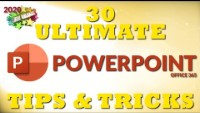 2020
30
ULTIMATE
P POWERPOINT
OFFICE 365
TIPS & TRICKS